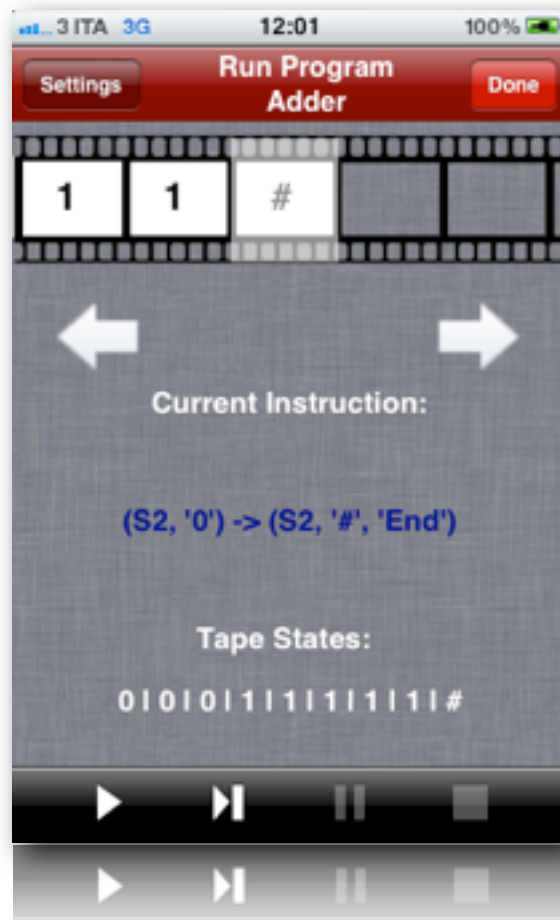 3 ITA 3G 12:01 100%
Settings Run Program Adder Done
1 1 #
Current Instruction:
(S2, '0') -> (S2, '#', 'End')
Tape States:
0|0|0|1|1|1|1|1|#